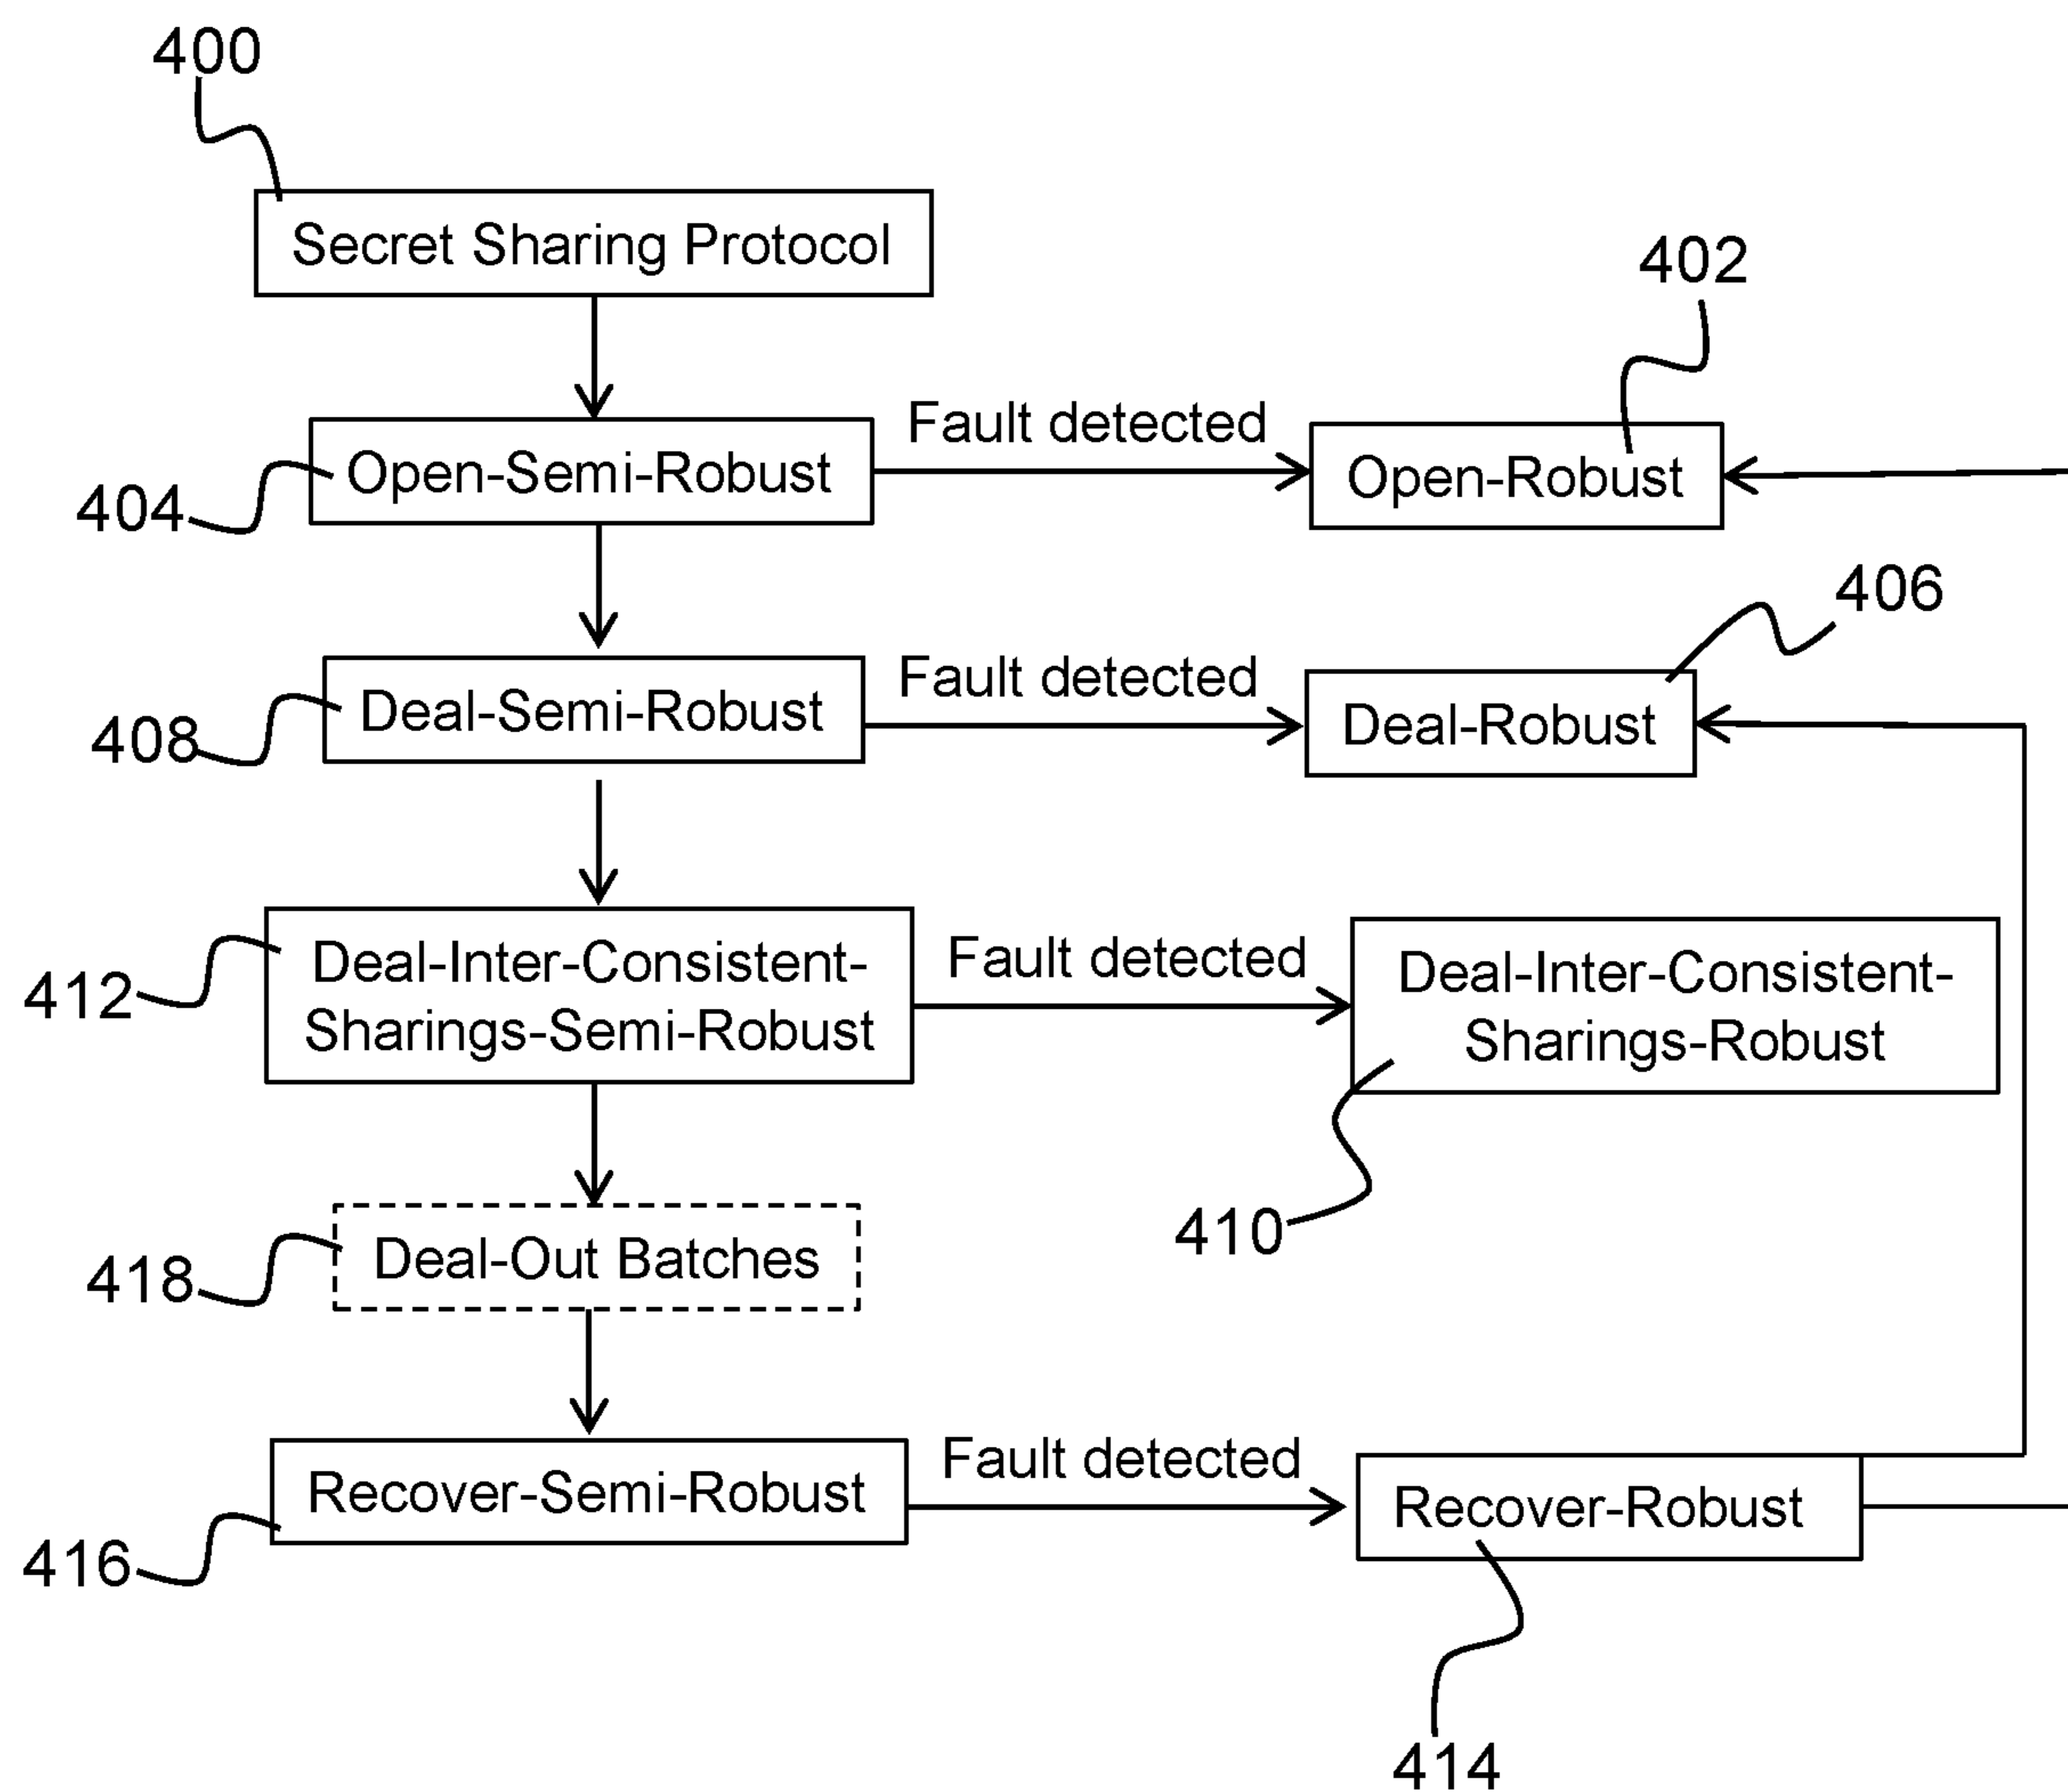 400
Secret Sharing Protocol
402
Open-Semi-Robust
Fault detected
Open-Robust
404
406
Deal-Semi-Robust
Fault detected
Deal-Robust
408
Deal-Inter-Consistent-
Sharings-Semi-Robust
Fault detected
Deal-Inter-Consistent-
Sharings-Robust
412
410
Deal-Out Batches
418
Recover-Semi-Robust
Fault detected
Recover-Robust
416
414